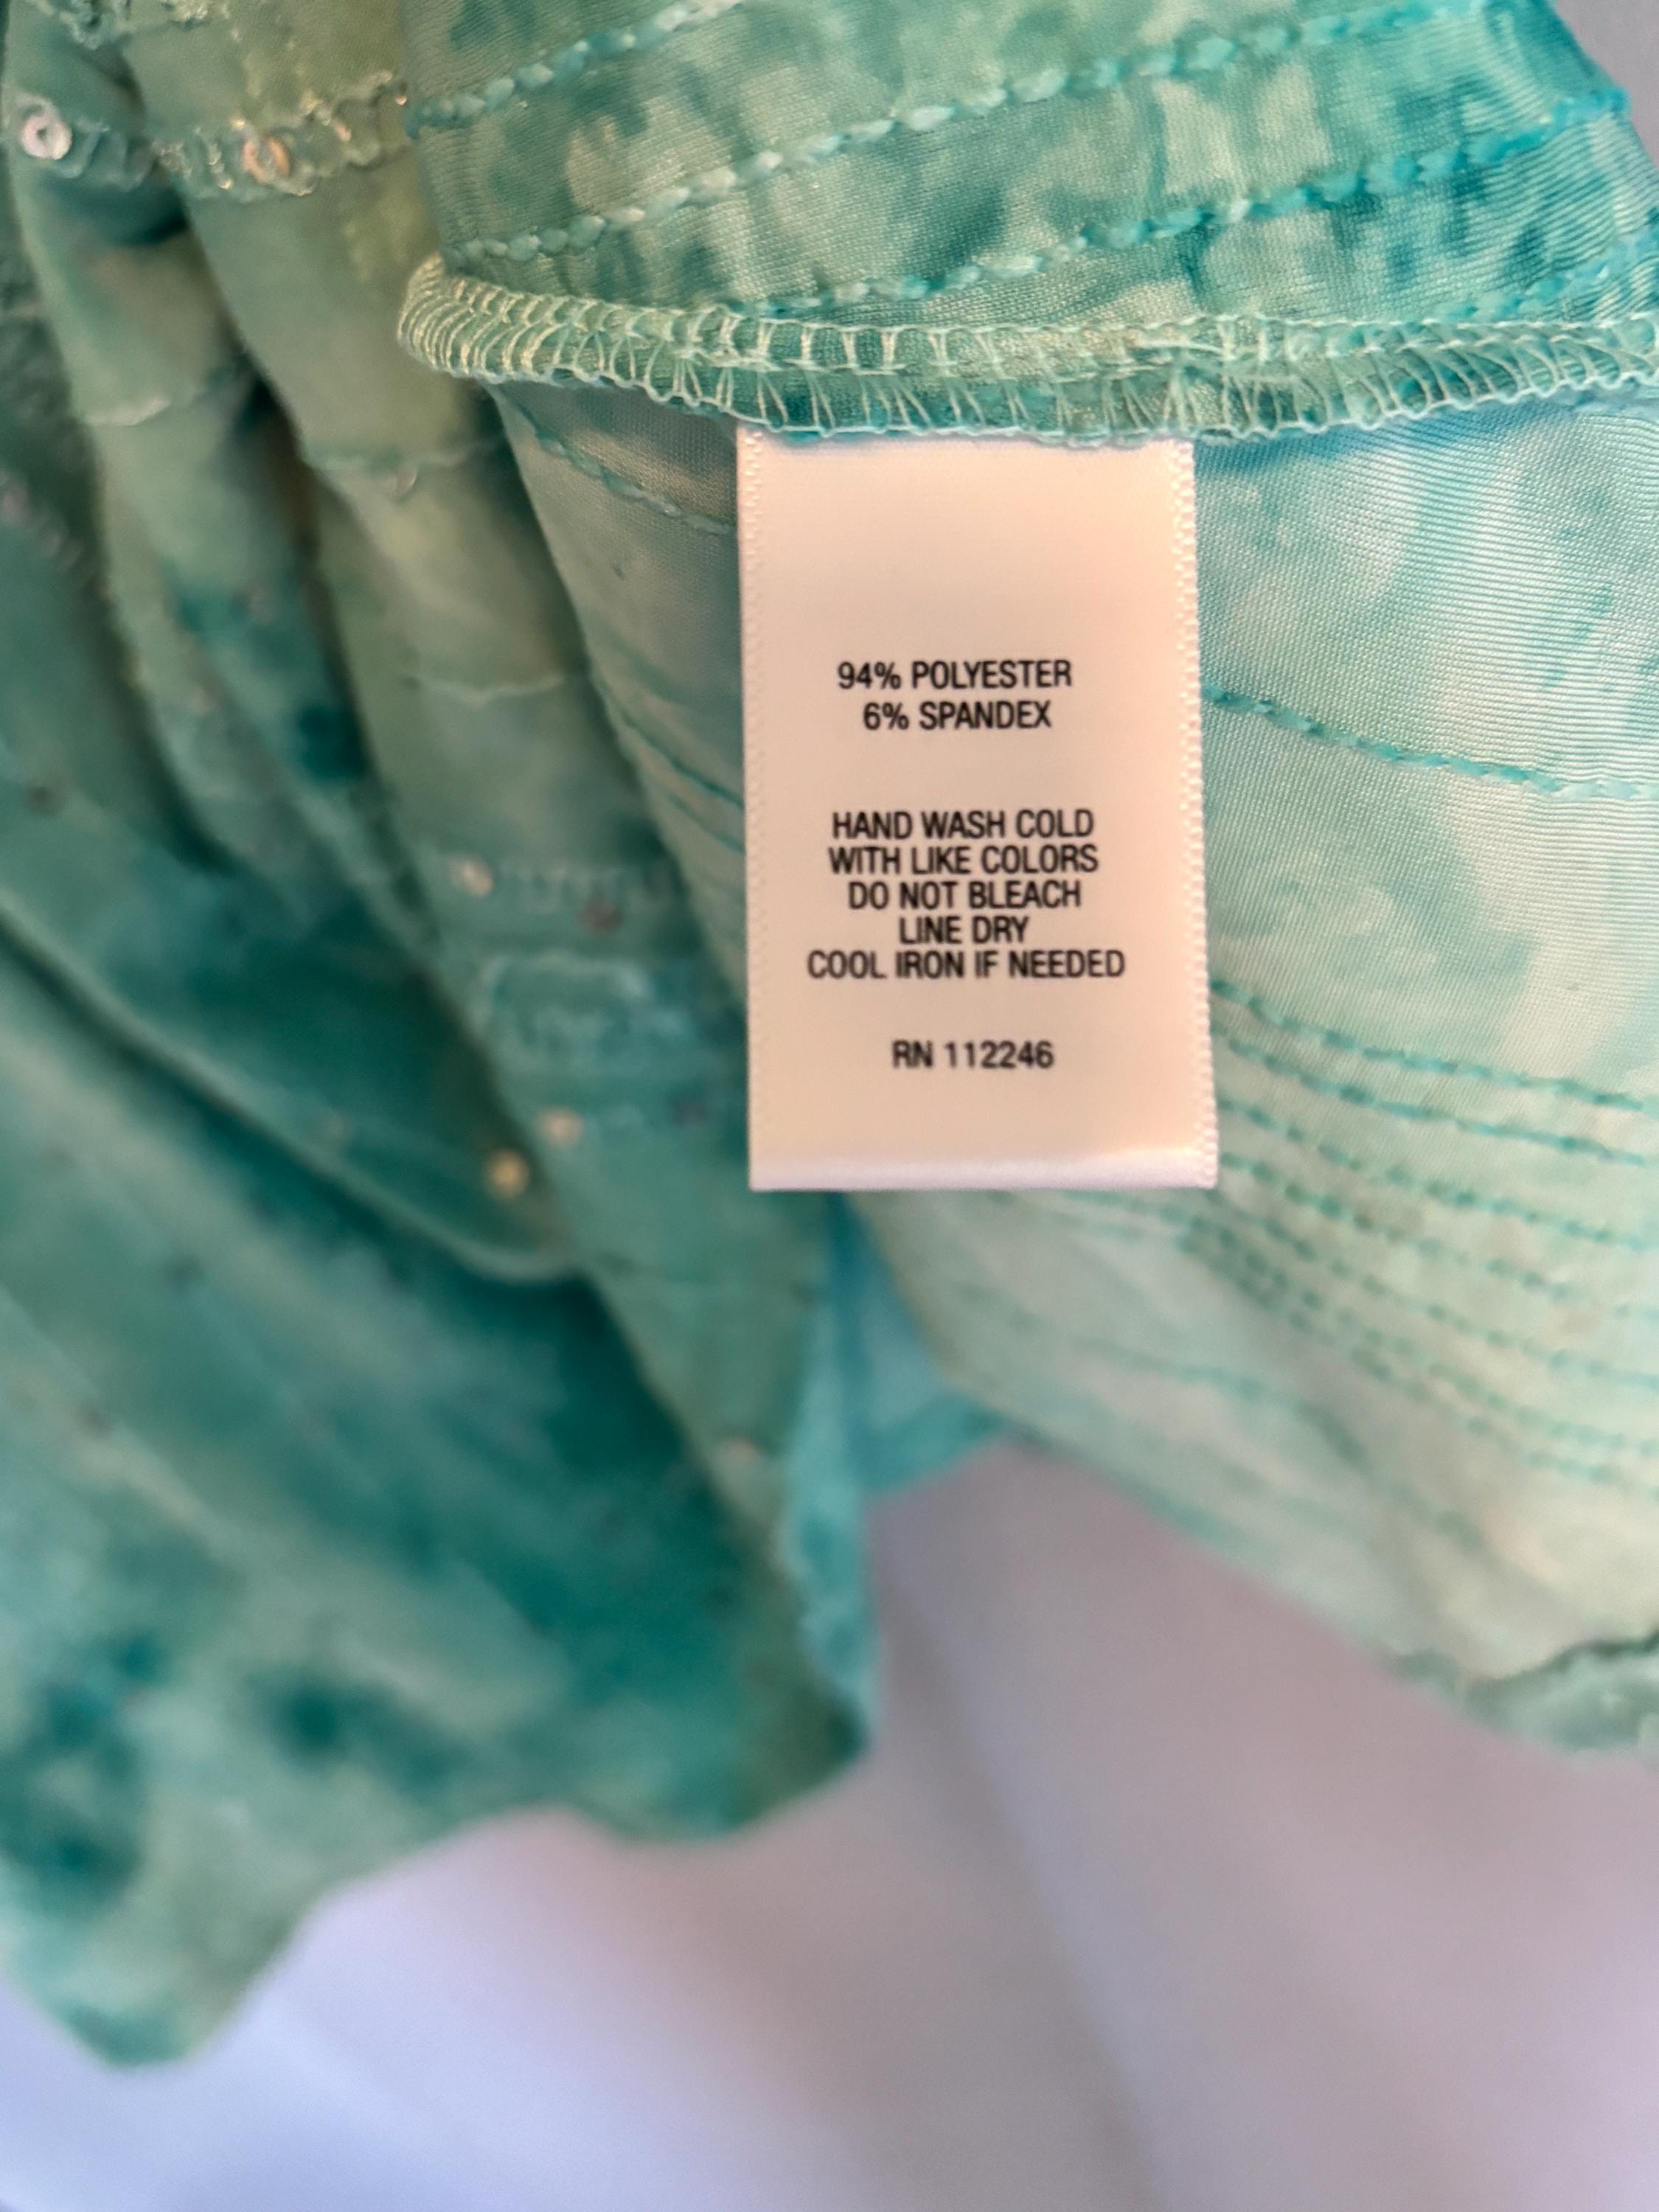 94% POLYESTER
6% SPANDEX
HAND WASH COLD
WITH LIKE COLORS
DO NOT BLEACH
LINE DRY
COOL IRON IF NEEDED
RN 112246